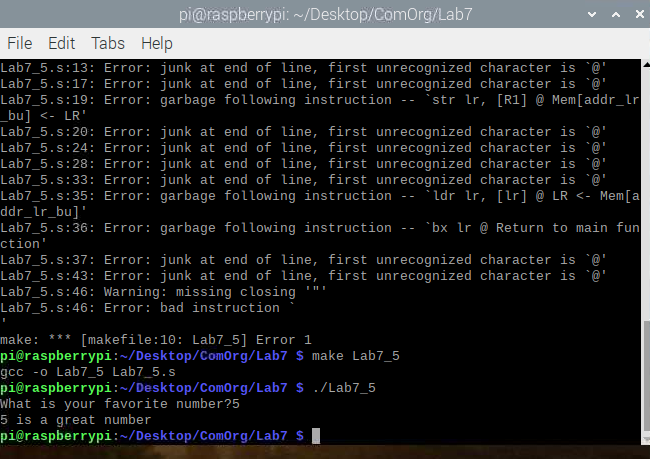 pi@raspberrypi: ~/Desktop/ComOrg/Lab7
File Edit Tabs Help
Lab7_5.s:13: Error: junk at end of line, first unrecognized character is `@'
Lab7_5.s:17: Error: junk at end of line, first unrecognized character is `@'
Lab7_5.s:19: Error: garbage following instruction -- `str lr, [R1] @ Mem[addr_lr
_bu] <- LR'
Lab7_5.s:20: Error: junk at end of line, first unrecognized character is `@'
Lab7_5.s:24: Error: junk at end of line, first unrecognized character is `@'
Lab7_5.s:28: Error: junk at end of line, first unrecognized character is `@'
Lab7_5.s:33: Error: junk at end of line, first unrecognized character is `@'
Lab7_5.s:35: Error: garbage following instruction -- `ldr lr, [lr] @ LR <- Mem[a
ddr_lr_bu]'
Lab7_5.s:36: Error: garbage following instruction -- `bx lr @ Return to main fun
ction'
Lab7_5.s:37: Error: junk at end of line, first unrecognized character is `@'
Lab7_5.s:43: Error: junk at end of line, first unrecognized character is `@'
Lab7_5.s:46: Warning: missing closing '"'
Lab7_5.s:46: Error: bad instruction `
'
make: *** [makefile:10: Lab7_5] Error 1
pi@raspberrypi:~/Desktop/ComOrg/Lab7 $ make Lab7_5
gcc -o Lab7_5 Lab7_5.s
pi@raspberrypi:~/Desktop/ComOrg/Lab7 $ ./Lab7_5
What is your favorite number?5
5 is a great number
pi@raspberrypi:~/Desktop/ComOrg/Lab7 $